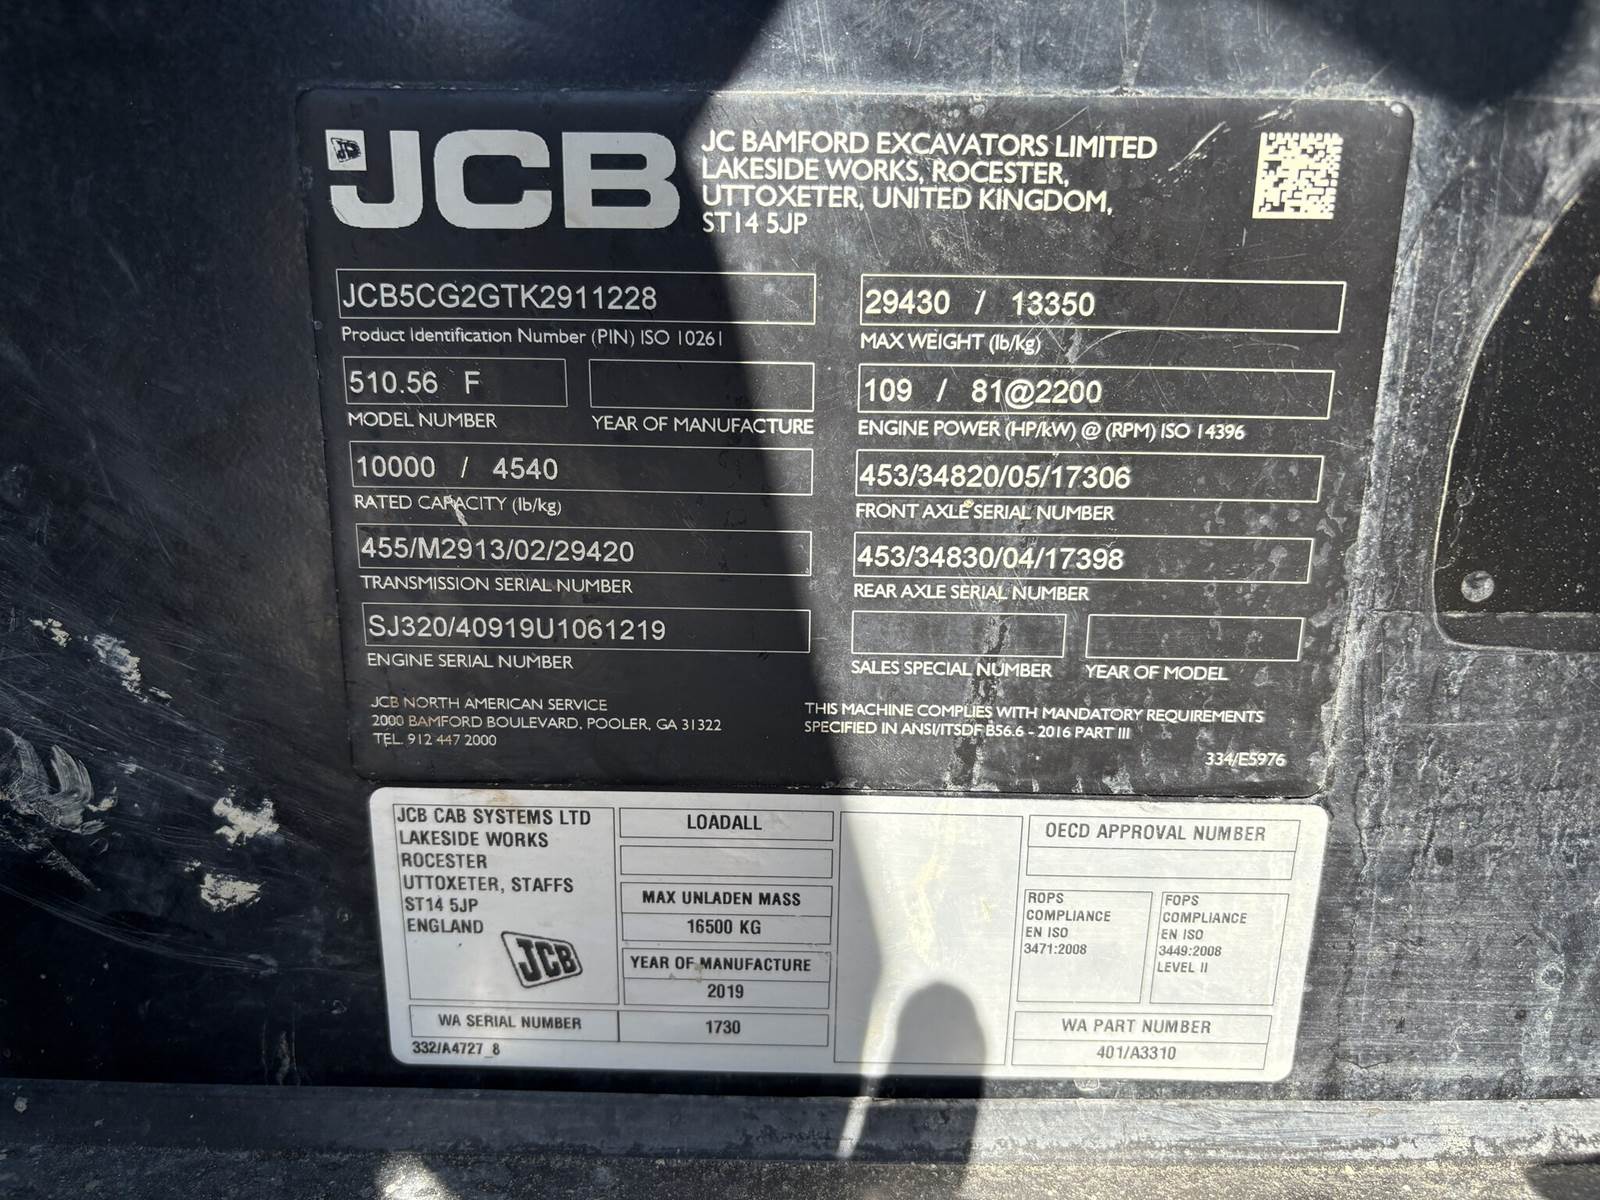 JCB
JC BAMFORD EXCAVATORS LIMITED
LAKESIDE WORKS, ROCESTER,
UTTOXETER, UNITED KINGDOM,
ST14 5JP
JCB5CG2GTK2911228
Product Identification Number (PIN) ISO 10261
29430 / 13350
MAX WEIGHT (lb/kg)
510.56 F
MODEL NUMBER
YEAR OF MANUFACTURE
109 / 81@2200
ENGINE POWER (HP/kW) @ (RPM) ISO 14396
10000 / 4540
RATED CAPACITY (lb/kg)
453/34820/05/17306
FRONT AXLE SERIAL NUMBER
455/M2913/02/29420
TRANSMISSION SERIAL NUMBER
453/34830/04/17398
REAR AXLE SERIAL NUMBER
SJ320/40919U1061219
ENGINE SERIAL NUMBER
SALES SPECIAL NUMBER
YEAR OF MODEL
JCB NORTH AMERICAN SERVICE
2000 BAMFORD BOULEVARD, POOLER, GA 31322
TEL. 912 447 2000
THIS MACHINE COMPLIES WITH MANDATORY REQUIREMENTS
SPECIFIED IN ANSI/ITSDF B56.6 - 2016 PART III
334/E5976
JCB CAB SYSTEMS LTD
LAKESIDE WORKS
ROCESTER
UTTOXETER, STAFFS
ST14 5JP
ENGLAND
JCB
WA SERIAL NUMBER
332/A4727_8
LOADALL
MAX UNLADEN MASS
16500 KG
YEAR OF MANUFACTURE
2019
1730
OECD APPROVAL NUMBER
ROPS
COMPLIANCE
EN ISO
3471:2008
FOPS
COMPLIANCE
EN ISO
3449:2008
LEVEL II
WA PART NUMBER
401/A3310